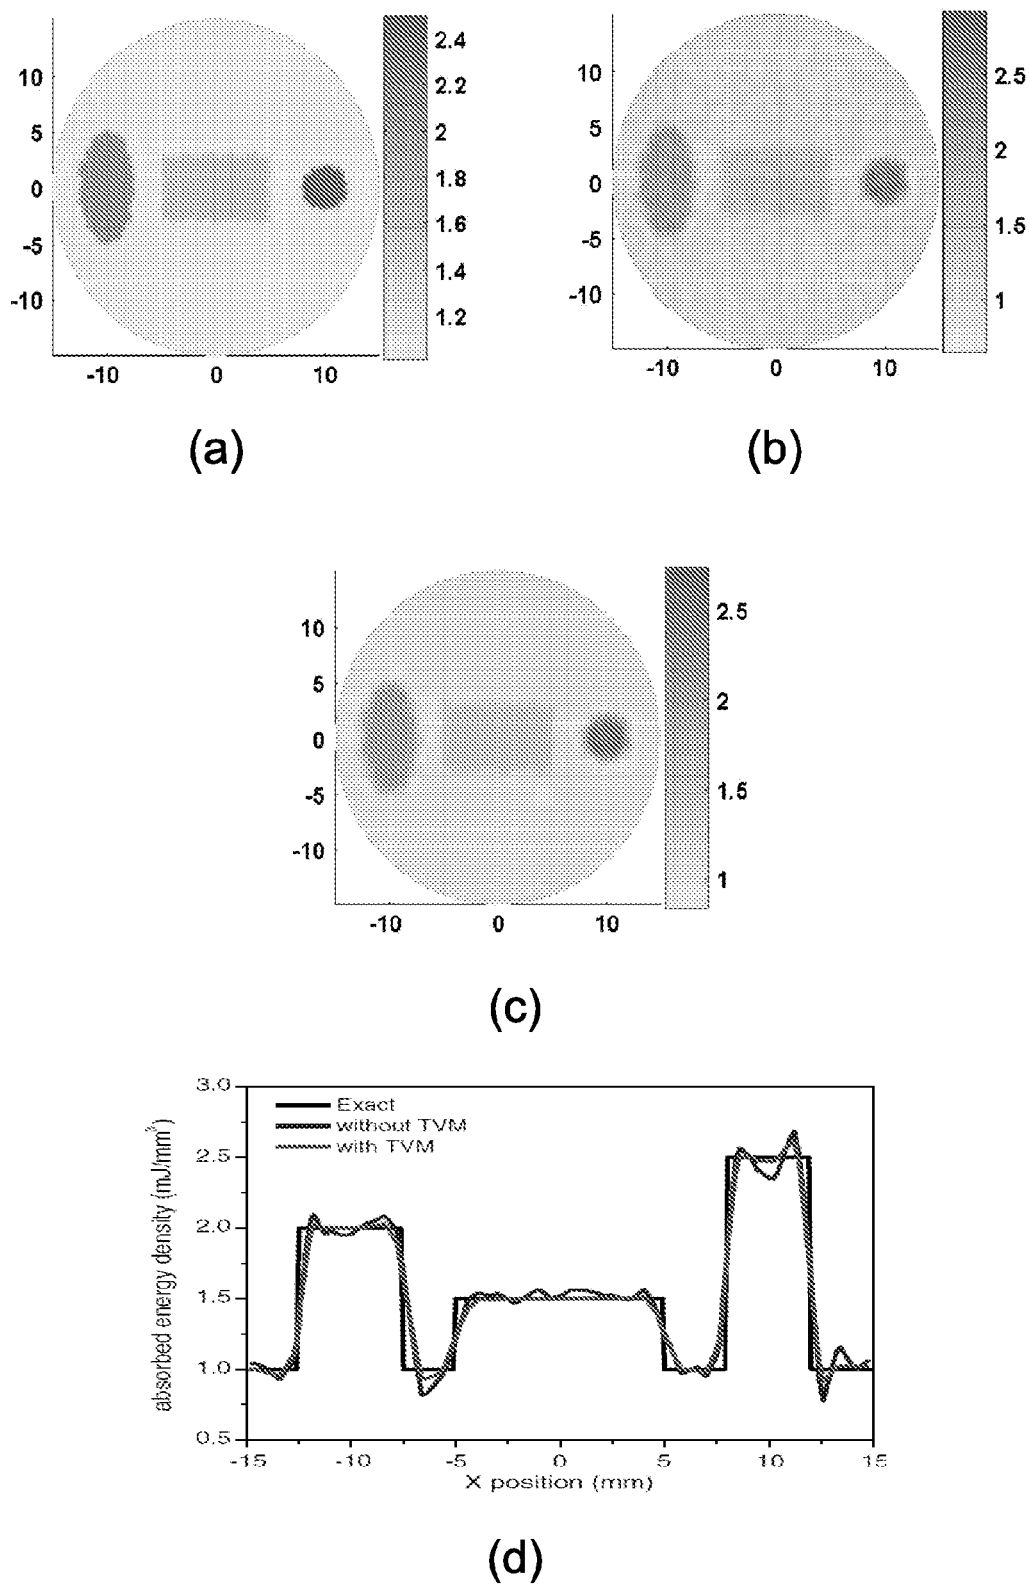 2.4
10
2.2
5
2
0
1.8
-5
1.6
1.4
-10
1.2
-10 0 10
(a)
10
2.5
5
2
0
1.5
-5
-10
1
-10 0 10
(b)
10
2.5
5
2
0
1.5
-5
-10
1
-10 0 10
(c)
3.0
Exact
without TVM
with TVM
2.5
2.0
1.5
1.0
0.5
absorbed energy density (mJ/mm³)
-15 -10 -5 0 5 10 15
X position (mm)
(d)